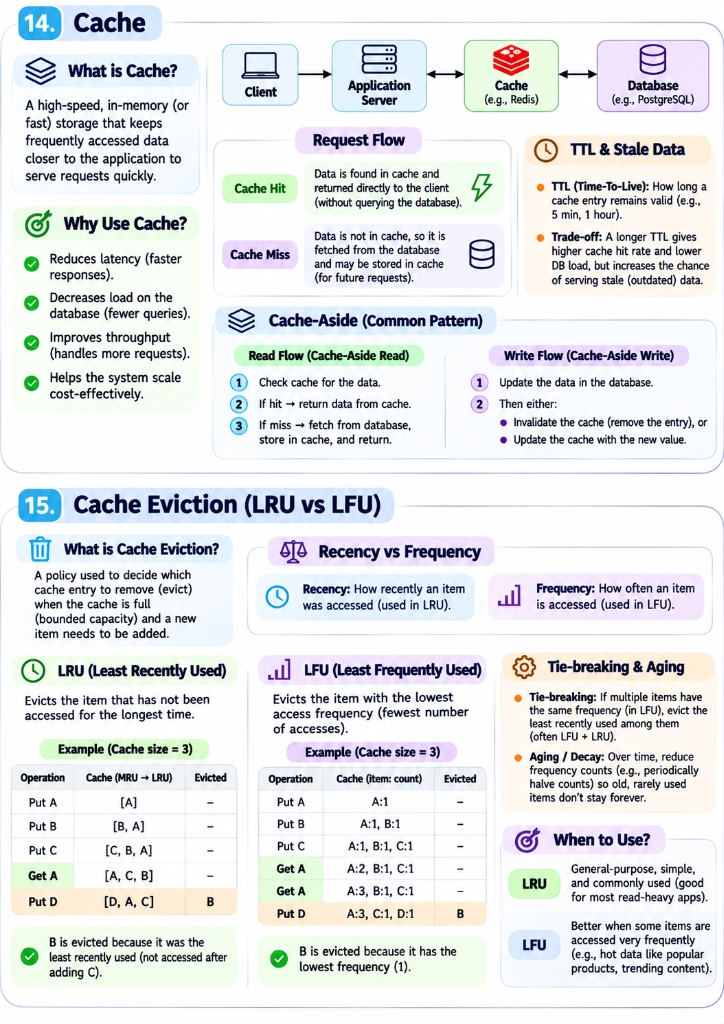 14. Cache
What is Cache?
A high-speed, in-memory (or
fast) storage that keeps
frequently accessed data
closer to the application to
serve requests quickly.
Why Use Cache?
Reduces latency (faster
responses).
Decreases load on the
database (fewer queries).
Improves throughput
(handles more requests).
Helps the system scale
cost-effectively.
Client
Application
Server
Cache
(e.g., Redis)
Database
(e.g., PostgreSQL)
Request Flow
Cache Hit
Data is found in cache and
returned directly to the client
(without querying the database).
Cache Miss
Data is not in cache, so it is
fetched from the database
and may be stored in cache
(for future requests).
TTL & Stale Data
TTL (Time-To-Live): How long a
cache entry remains valid (e.g.,
5 min, 1 hour).
Trade-off: A longer TTL gives
higher cache hit rate and lower
DB load, but increases the chance
of serving stale (outdated) data.
Cache-Aside (Common Pattern)
Read Flow (Cache-Aside Read)
1 Check cache for the data.
2 If hit → return data from cache.
3 If miss → fetch from database,
store in cache, and return.
Write Flow (Cache-Aside Write)
1 Update the data in the database.
2 Then either:
• Invalidate the cache (remove the entry), or
• Update the cache with the new value.
15. Cache Eviction (LRU vs LFU)
What is Cache Eviction?
A policy used to decide which
cache entry to remove (evict)
when the cache is full
(bounded capacity) and a new
item needs to be added.
Recency vs Frequency
Recency: How recently an item
was accessed (used in LRU).
Frequency: How often an item
is accessed (used in LFU).
LRU (Least Recently Used)
Evicts the item that has not been
accessed for the longest time.
Example (Cache size = 3)
Operation Cache (MRU → LRU) Evicted
Put A [A] –
Put B [B, A] –
Put C [C, B, A] –
Get A [A, C, B] –
Put D [D, A, C] B
B is evicted because it was the
least recently used (not accessed after
adding C).
LFU (Least Frequently Used)
Evicts the item with the lowest
access frequency (fewest number
of accesses).
Example (Cache size = 3)
Operation Cache (item: count) Evicted
Put A A:1 –
Put B A:1, B:1 –
Put C A:1, B:1, C:1 –
Get A A:2, B:1, C:1 –
Get A A:3, B:1, C:1 –
Put D A:3, C:1, D:1 B
B is evicted because it has the
lowest frequency (1).
Tie-breaking & Aging
Tie-breaking: If multiple items have
the same frequency (in LFU), evict the
least recently used among them
(often LFU + LRU).
Aging / Decay: Over time, reduce
frequency counts (e.g., periodically
halve counts) so old, rarely used
items don't stay forever.
When to Use?
LRU
General-purpose, simple,
and commonly used (good
for most read-heavy apps).
LFU
Better when some items are
accessed very frequently
(e.g., hot data like popular
products, trending content).